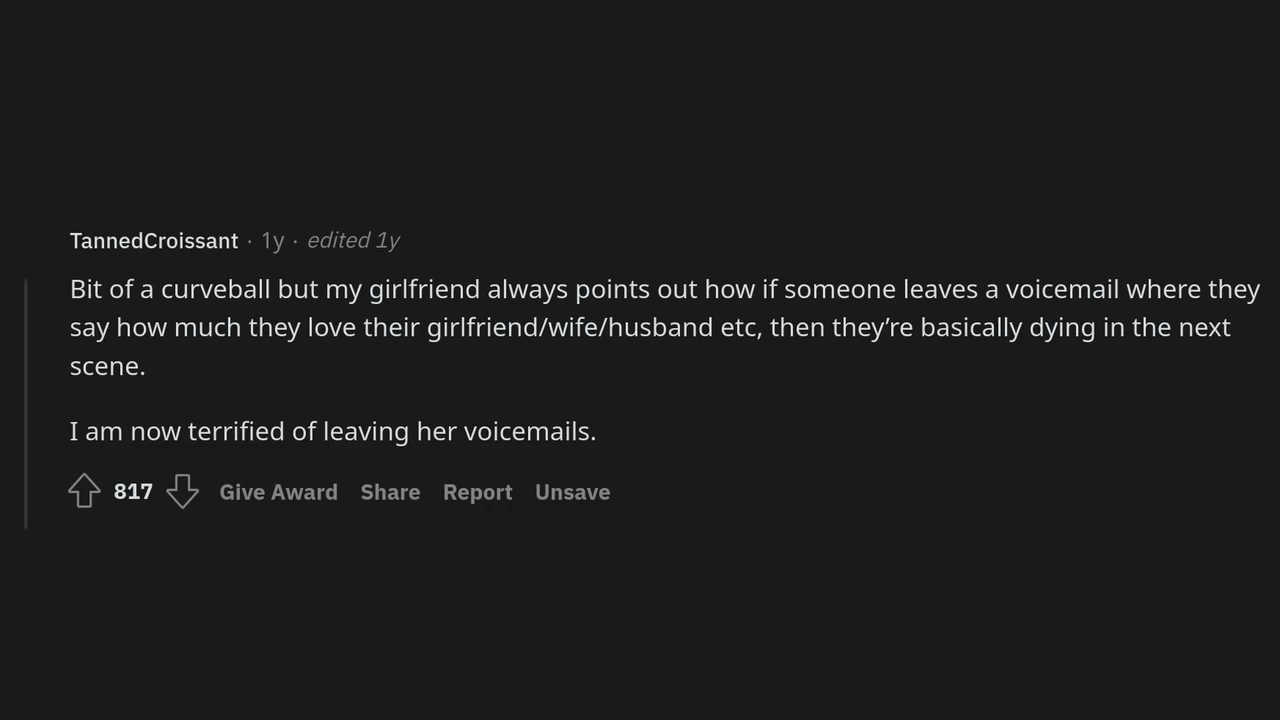 TannedCroissant · 1y · edited 1y
Bit of a curveball but my girlfriend always points out how if someone leaves a voicemail where they
say how much they love their girlfriend/wife/husband etc, then they’re basically dying in the next
scene.
I am now terrified of leaving her voicemails.
817 Give Award Share Report Unsave